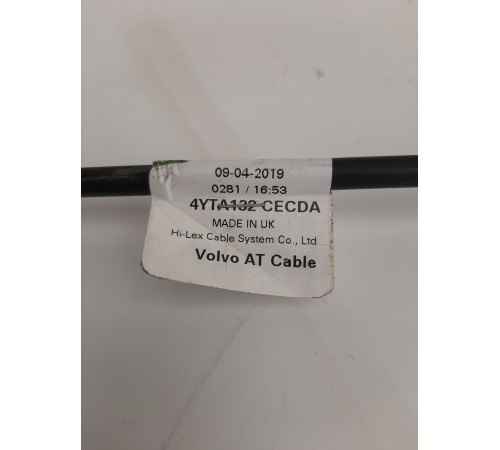 09-04-2019
0281 / 16:53
4YTA132 CECDA
MADE IN UK
Hi-Lex Cable System Co., Ltd
Volvo AT Cable